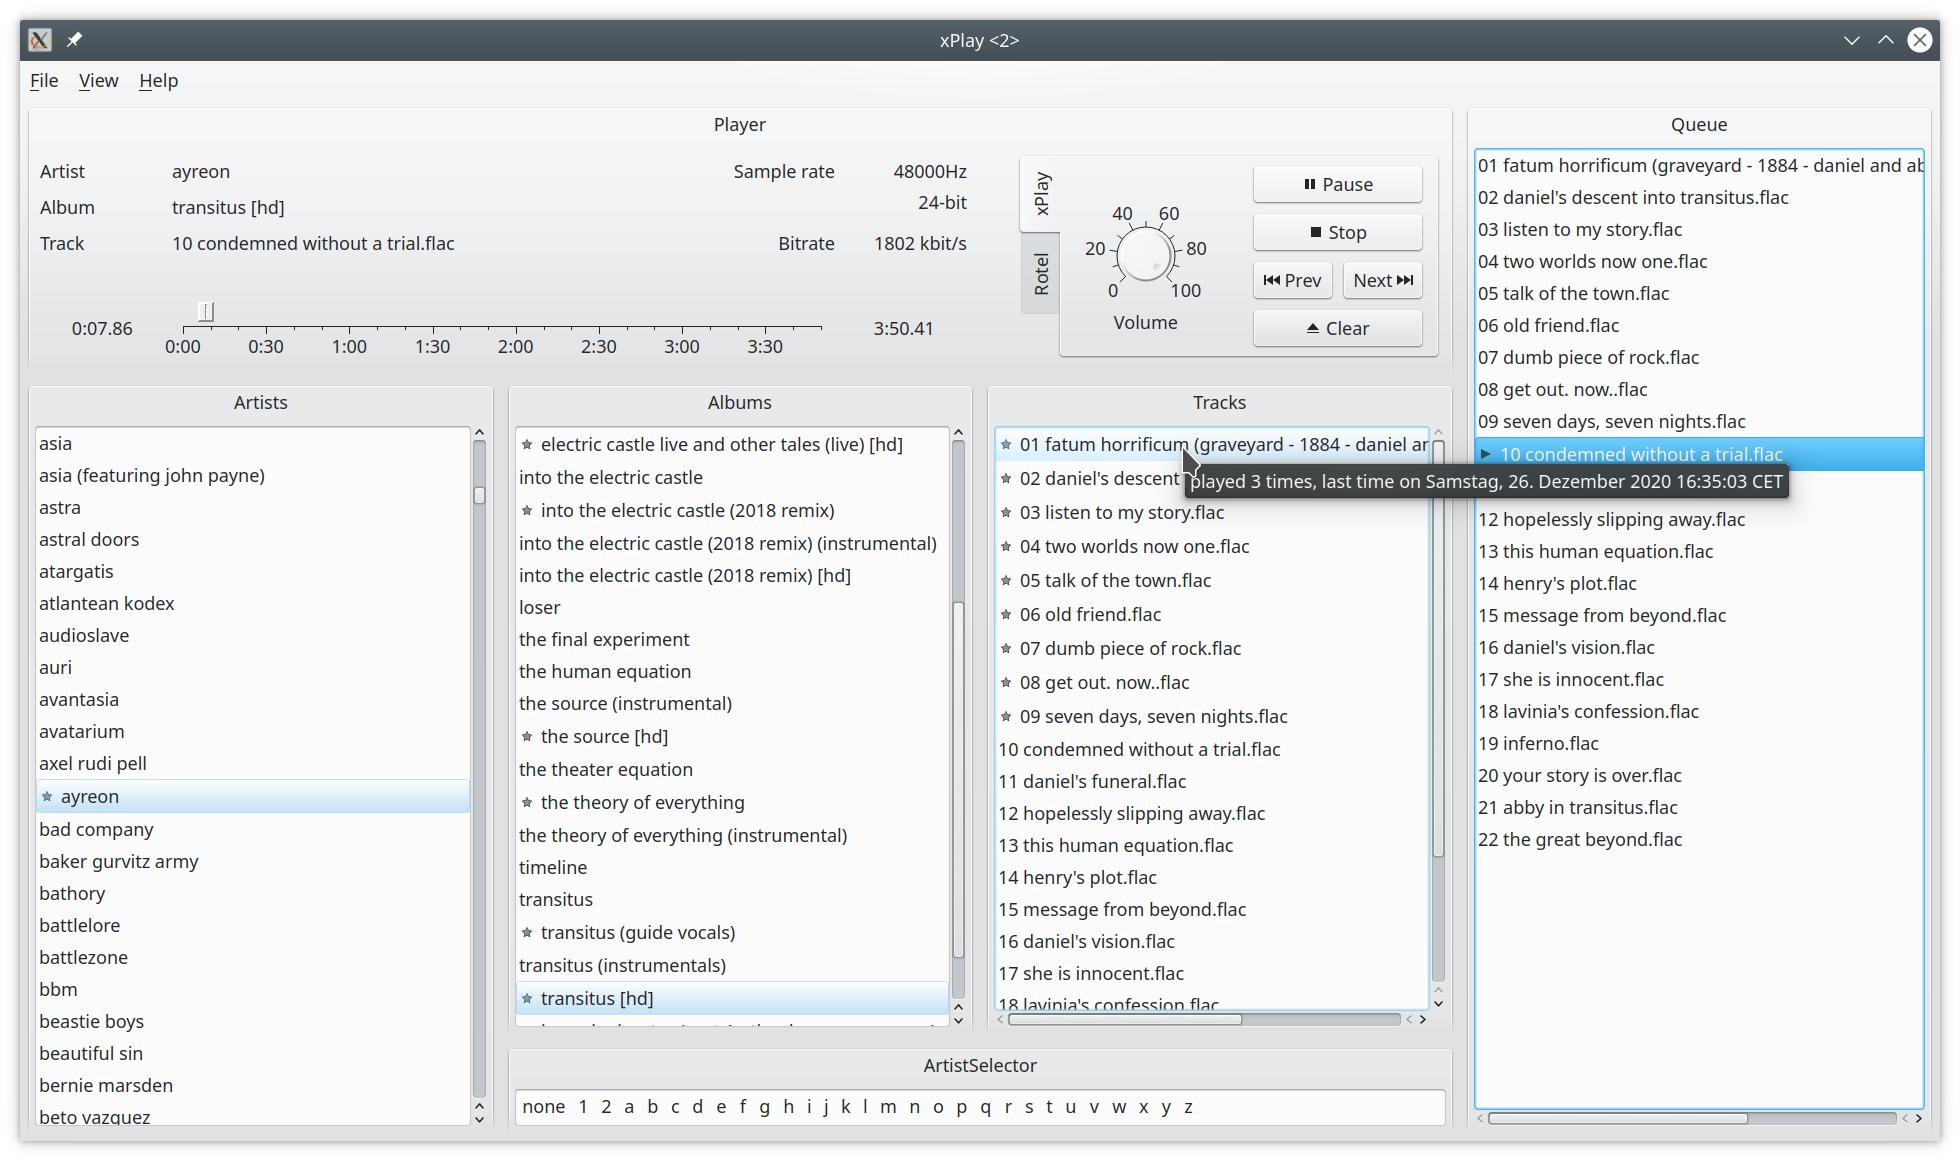 xPlay <2>
File View Help
Player
Artist ayreon Sample rate 48000Hz
24-bit
Album transitus [hd]
Track 10 condemned without a trial.flac Bitrate 1802 kbit/s
0:07.86 3:50.41
0:00 0:30 1:00 1:30 2:00 2:30 3:00 3:30
xPlay
Rotel
0 20 40 60 80 100
Volume
Pause
Stop
Prev Next
Clear
Artists
asia
asia (featuring john payne)
astra
astral doors
atargatis
atlantean kodex
audioslave
auri
avantasia
avatarium
axel rudi pell
ayreon
bad company
baker gurvitz army
bathory
battlelore
battlezone
bbm
beastie boys
beautiful sin
bernie marsden
beto vazquez
Albums
electric castle live and other tales (live) [hd]
into the electric castle
into the electric castle (2018 remix)
into the electric castle (2018 remix) (instrumental)
into the electric castle (2018 remix) [hd]
loser
the final experiment
the human equation
the source (instrumental)
the source [hd]
the theater equation
the theory of everything
the theory of everything (instrumental)
timeline
transitus
transitus (guide vocals)
transitus (instrumentals)
transitus [hd]
Tracks
01 fatum horrificum (graveyard - 1884 - daniel ar
02 daniel's descent
played 3 times, last time on Samstag, 26. Dezember 2020 16:35:03 CET
03 listen to my story.flac
04 two worlds now one.flac
05 talk of the town.flac
06 old friend.flac
07 dumb piece of rock.flac
08 get out. now..flac
09 seven days, seven nights.flac
10 condemned without a trial.flac
11 daniel's funeral.flac
12 hopelessly slipping away.flac
13 this human equation.flac
14 henry's plot.flac
15 message from beyond.flac
16 daniel's vision.flac
17 she is innocent.flac
18 lavinia's confession.flac
ArtistSelector
none 1 2 a b c d e f g h i j k l m n o p q r s t u v w x y z
Queue
01 fatum horrificum (graveyard - 1884 - daniel and ab
02 daniel's descent into transitus.flac
03 listen to my story.flac
04 two worlds now one.flac
05 talk of the town.flac
06 old friend.flac
07 dumb piece of rock.flac
08 get out. now..flac
09 seven days, seven nights.flac
10 condemned without a trial.flac
12 hopelessly slipping away.flac
13 this human equation.flac
14 henry's plot.flac
15 message from beyond.flac
16 daniel's vision.flac
17 she is innocent.flac
18 lavinia's confession.flac
19 inferno.flac
20 your story is over.flac
21 abby in transitus.flac
22 the great beyond.flac